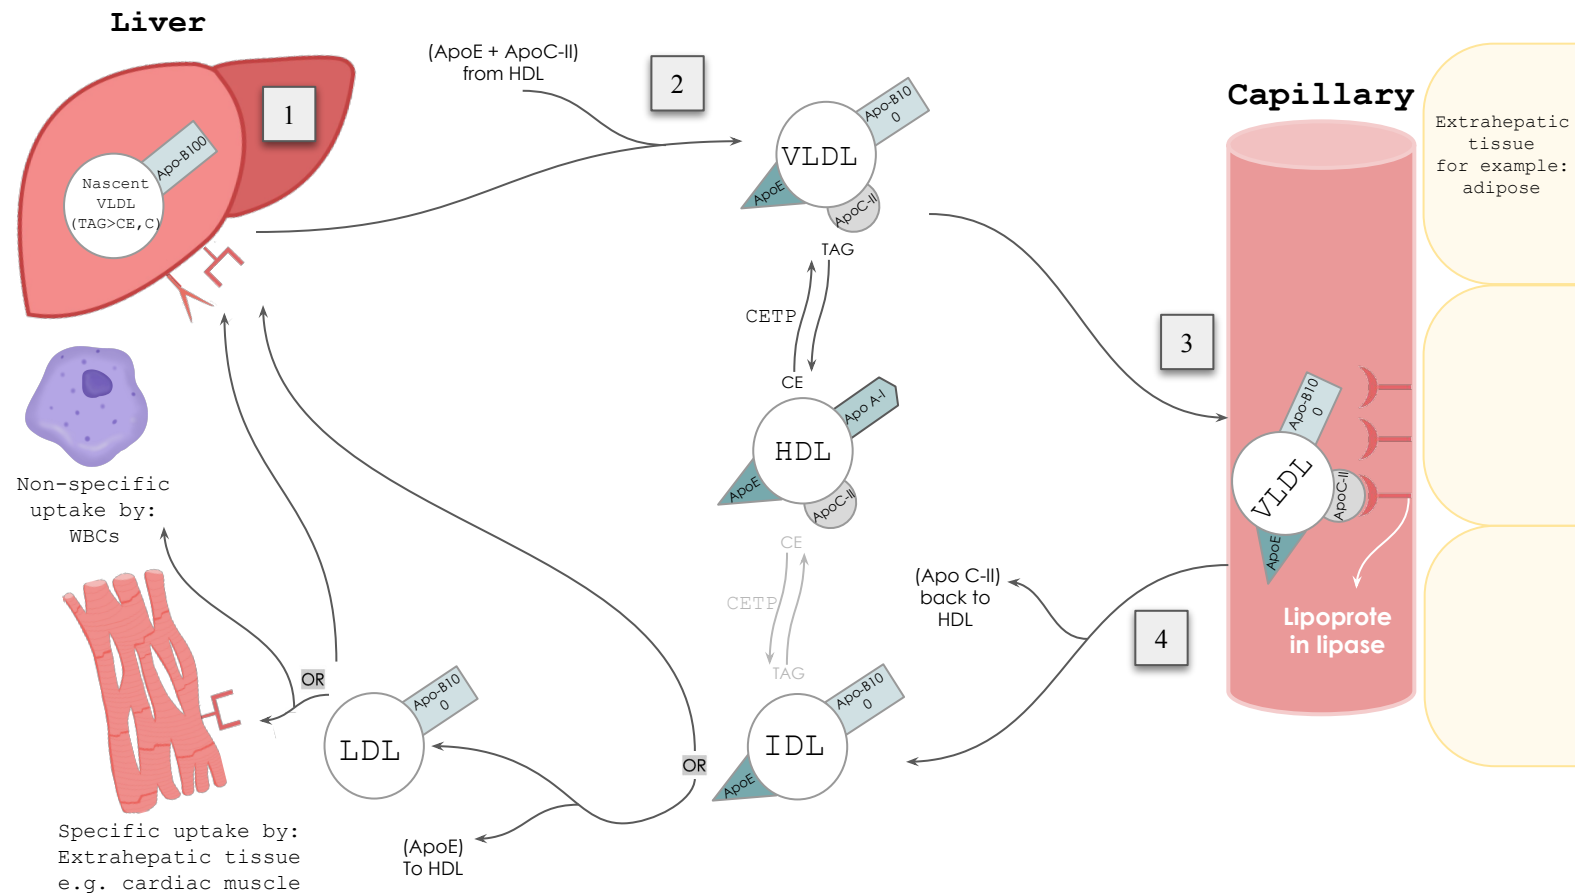 Liver
1
Apo-B100
Nascent
VLDL
(TAG>CE,C)
(ApoE + ApoC-II)
from HDL
2
Apo-B10
0
VLDL
ApoE
ApoC-II
TAG
CETP
CE
Apo A-I
HDL
ApoE
ApoC-II
CE
CETP
TAG
Capillary
Extrahepatic
tissue
for example:
adipose
3
Apo-B10
0
VLDL
ApoC-II
ApoE
Lipoprote
in lipase
(Apo C-II)
back to
HDL
4
Apo-B10
0
IDL
ApoE
OR
(ApoE)
To HDL
Apo-B10
0
LDL
OR
Non-specific
uptake by:
WBCs
Specific uptake by:
Extrahepatic tissue
e.g. cardiac muscle